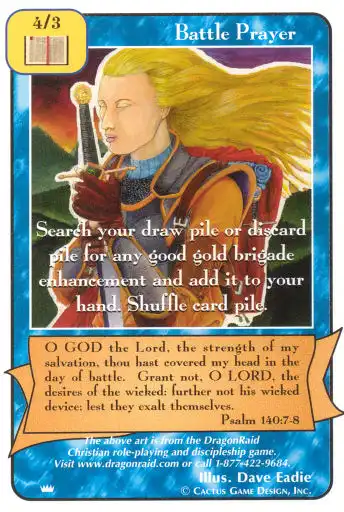 4/3
Battle Prayer
Search your draw pile or discard
pile for any good gold brigade
enhancement and add it to your
hand. Shuffle card pile.
O GOD the Lord, the strength of my
salvation, thou hast covered my head in the
day of battle. Grant not, O LORD, the
desires of the wicked: further not his wicked
device; lest they exalt themselves.
Psalm 140:7-8
The above art is from the DragonRaid
Christian role-playing and discipleship game.
Visit www.dragonraid.com or call 1-877-422-9684.
Illus. Dave Eadie
© Cactus Game Design, Inc.